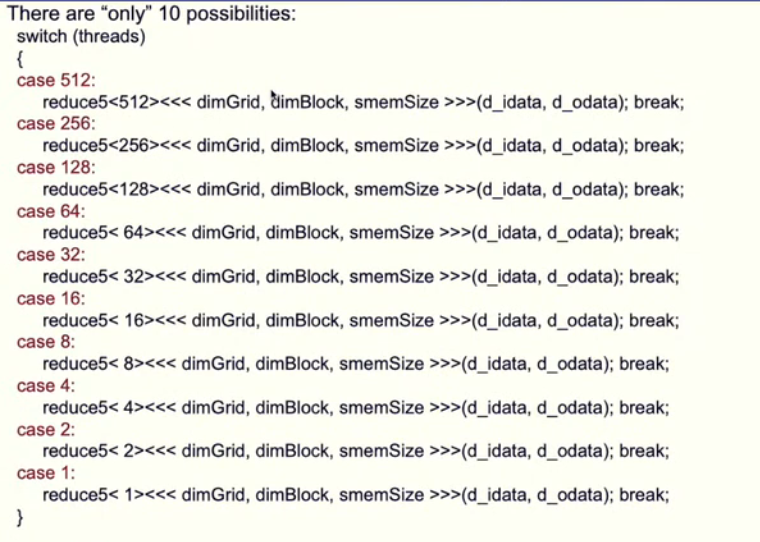 There are “only” 10 possibilities:
switch (threads)
{
case 512:
reduce5<512><<< dimGrid, dimBlock, smemSize >>>(d_idata, d_odata); break;
case 256:
reduce5<256><<< dimGrid, dimBlock, smemSize >>>(d_idata, d_odata); break;
case 128:
reduce5<128><<< dimGrid, dimBlock, smemSize >>>(d_idata, d_odata); break;
case 64:
reduce5< 64><<< dimGrid, dimBlock, smemSize >>>(d_idata, d_odata); break;
case 32:
reduce5< 32><<< dimGrid, dimBlock, smemSize >>>(d_idata, d_odata); break;
case 16:
reduce5< 16><<< dimGrid, dimBlock, smemSize >>>(d_idata, d_odata); break;
case 8:
reduce5< 8><<< dimGrid, dimBlock, smemSize >>>(d_idata, d_odata); break;
case 4:
reduce5< 4><<< dimGrid, dimBlock, smemSize >>>(d_idata, d_odata); break;
case 2:
reduce5< 2><<< dimGrid, dimBlock, smemSize >>>(d_idata, d_odata); break;
case 1:
reduce5< 1><<< dimGrid, dimBlock, smemSize >>>(d_idata, d_odata); break;
}